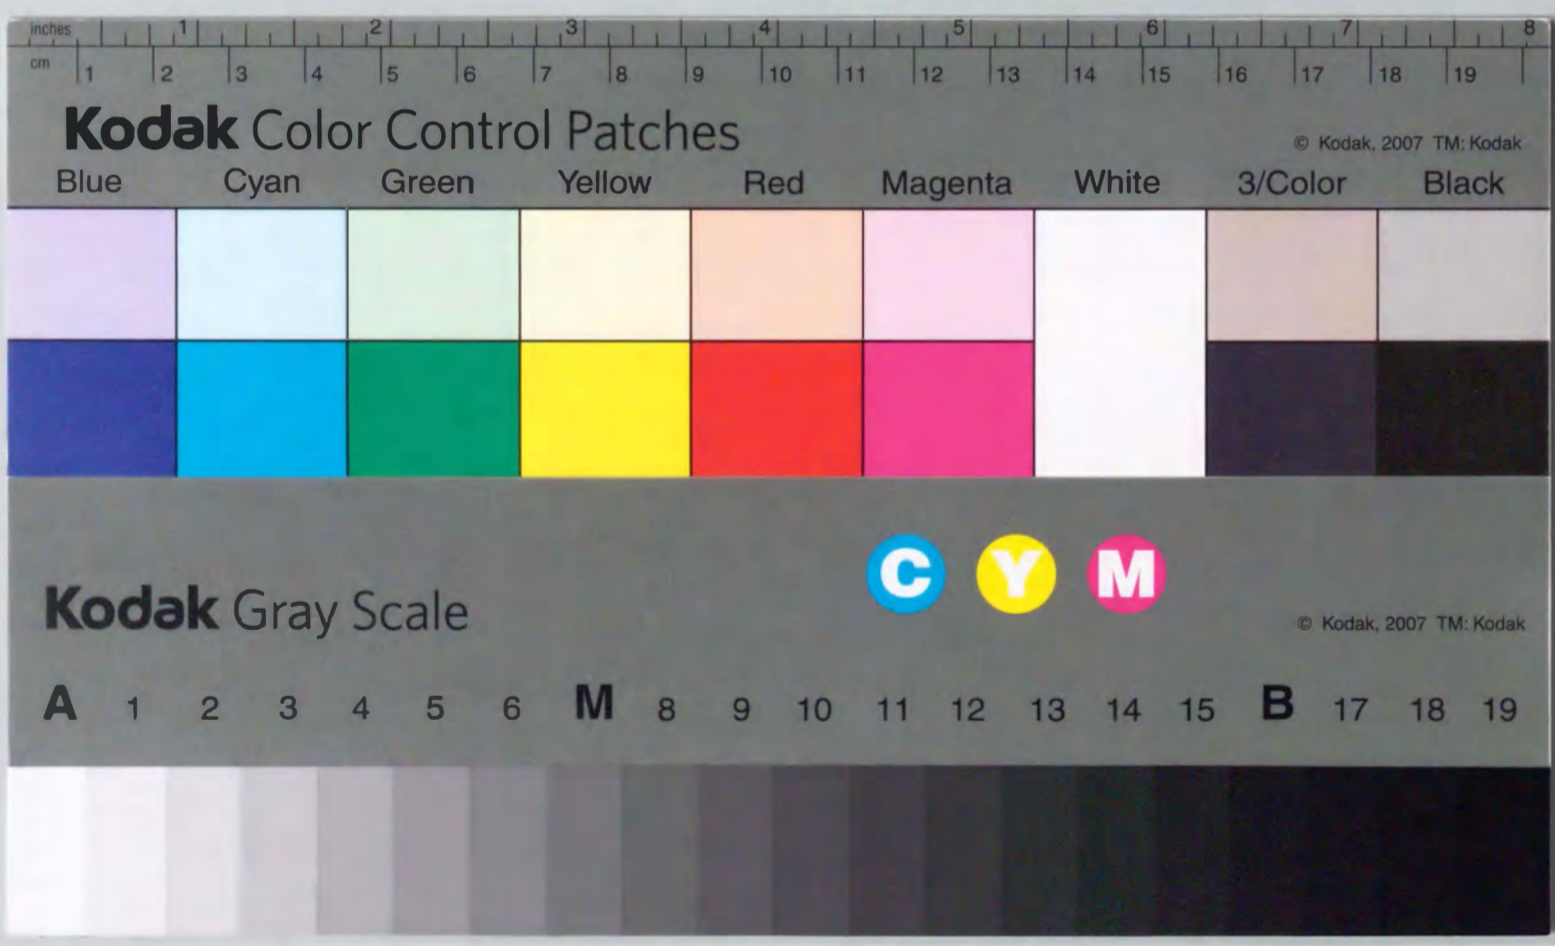 inches 1 2 3 4 5 6 7 8
cm 1 2 3 4 5 6 7 8 9 10 11 12 13 14 15 16 17 18 19
Kodak Color Control Patches
© Kodak, 2007 TM: Kodak
Blue Cyan Green Yellow Red Magenta White 3/Color Black
C Y M
Kodak Gray Scale
© Kodak, 2007 TM: Kodak
A 1 2 3 4 5 6 M 8 9 10 11 12 13 14 15 B 17 18 19